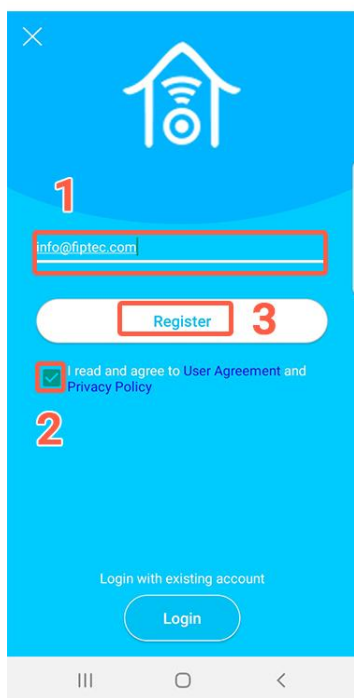 1
info@fiptec.com
Register
3
I read and agree to User Agreement and
Privacy Policy
2
Login with existing account
Login